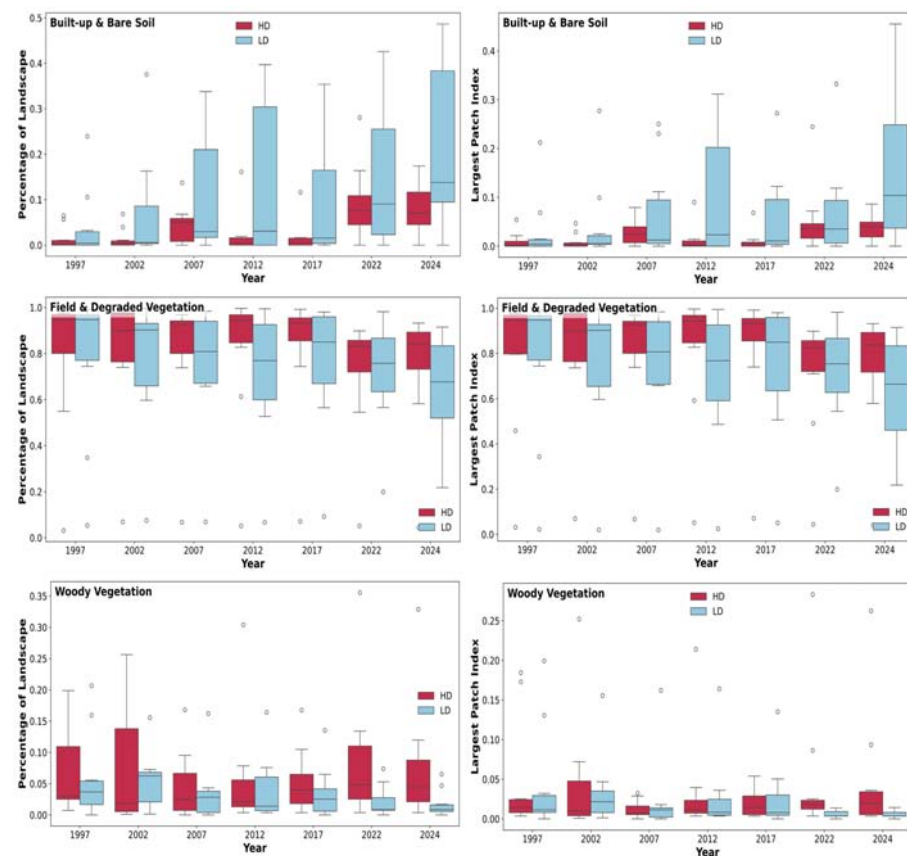 Built-up & Bare Soil
HD
LD
Percentage of Landscape
0.5
0.4
0.3
0.2
0.1
0.0
1997 2002 2007 2012 2017 2022 2024
Year
Built-up & Bare Soil
HD
LD
Largest Patch Index
0.4
0.3
0.2
0.1
0.0
1997 2002 2007 2012 2017 2022 2024
Year
Field & Degraded Vegetation
Percentage of Landscape
1.0
0.8
0.6
0.4
0.2
0.0
HD
LD
1997 2002 2007 2012 2017 2022 2024
Year
Field & Degraded Vegetation
Largest Patch Index
1.0
0.8
0.6
0.4
0.2
0.0
HD
LD
1997 2002 2007 2012 2017 2022 2024
Year
Woody Vegetation
Percentage of Landscape
0.35
0.30
0.25
0.20
0.15
0.10
0.05
0.00
HD
LD
1997 2002 2007 2012 2017 2022 2024
Year
Woody Vegetation
HD
LD
Largest Patch Index
0.25
0.20
0.15
0.10
0.05
0.00
1997 2002 2007 2012 2017 2022 2024
Year